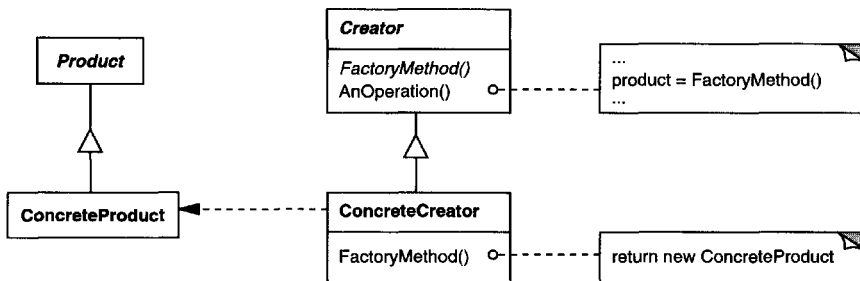 Creator
Product
FactoryMethod()
AnOperation()
...
product = FactoryMethod()
...
ConcreteProduct
ConcreteCreator
FactoryMethod()
return new ConcreteProduct